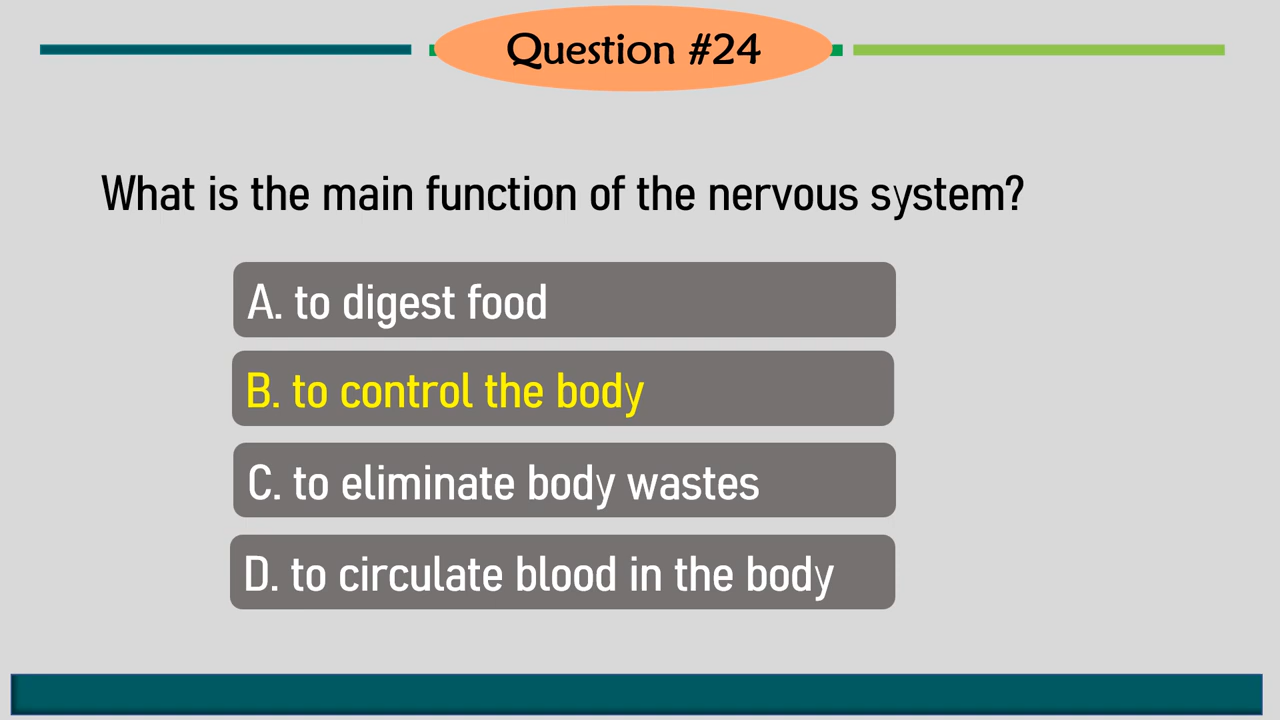 Question #24
What is the main function of the nervous system?
A. to digest food
B. to control the body
C. to eliminate body wastes
D. to circulate blood in the body